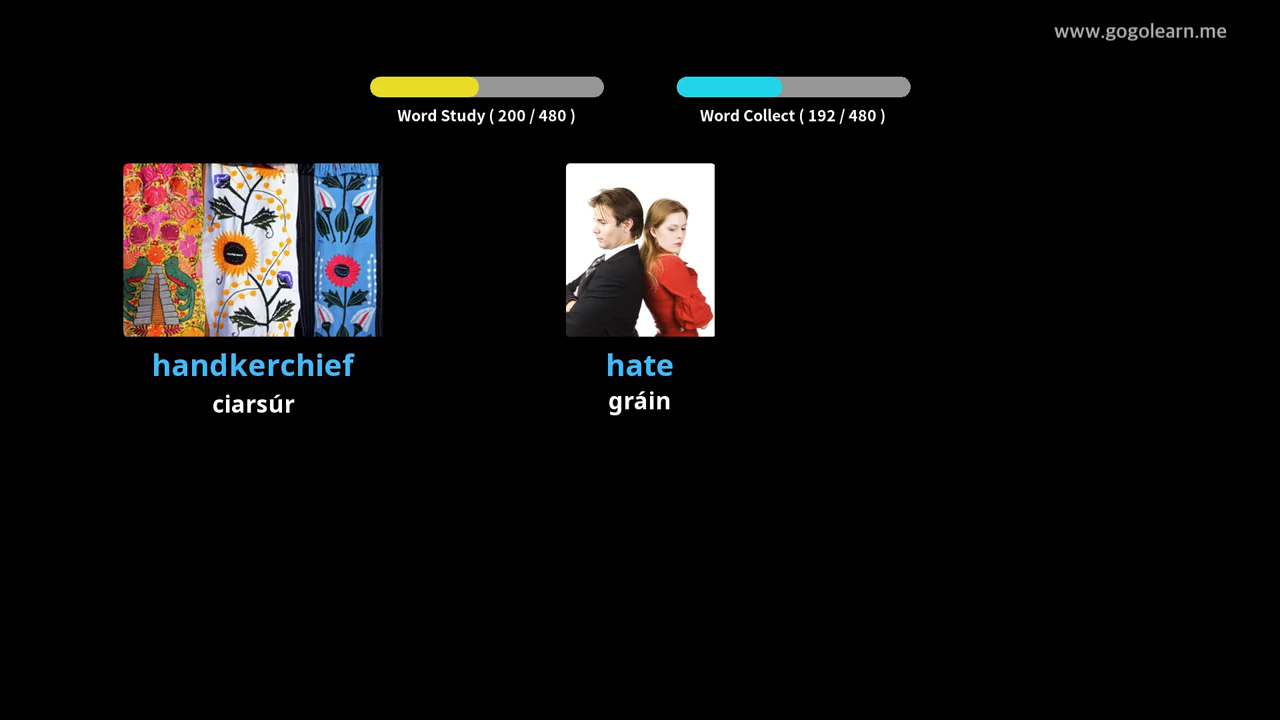 www.gogolearn.me
Word Study ( 200 / 480 )
Word Collect ( 192 / 480 )
handkerchief
ciarsúr
hate
gráin